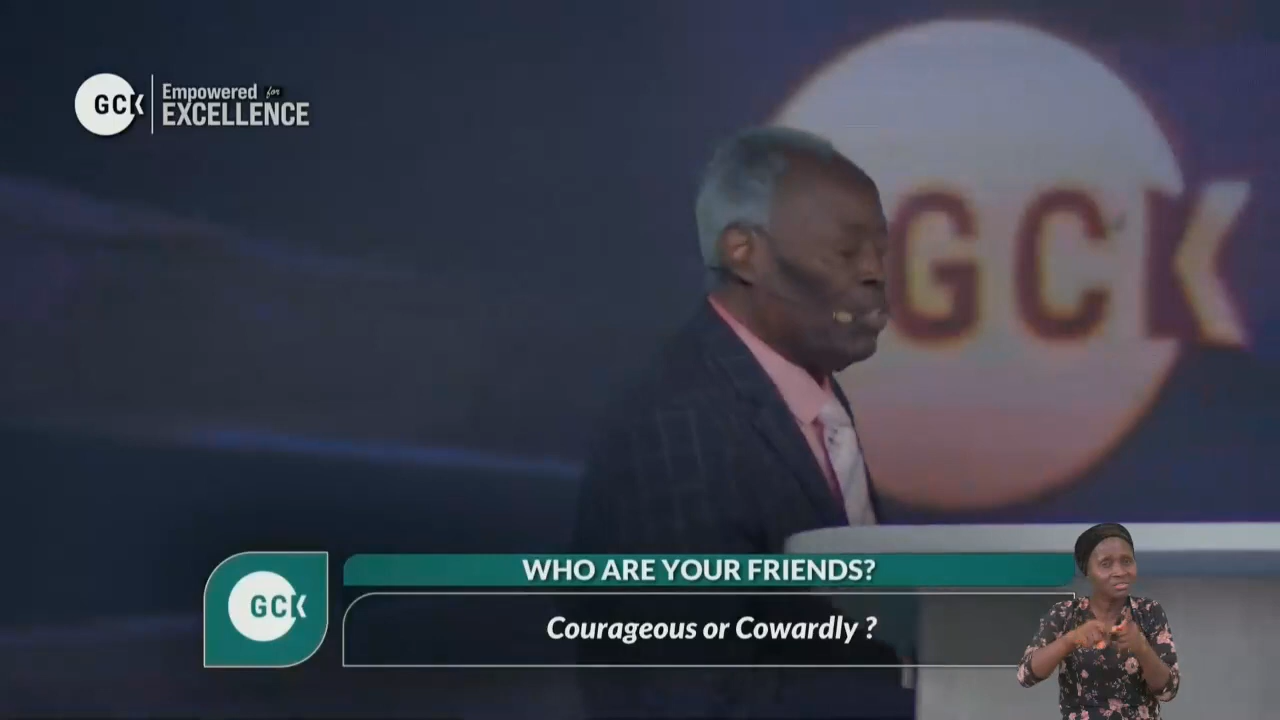 GCK
Empowered for
EXCELLENCE
GCK
WHO ARE YOUR FRIENDS?
GCK
Courageous or Cowardly ?